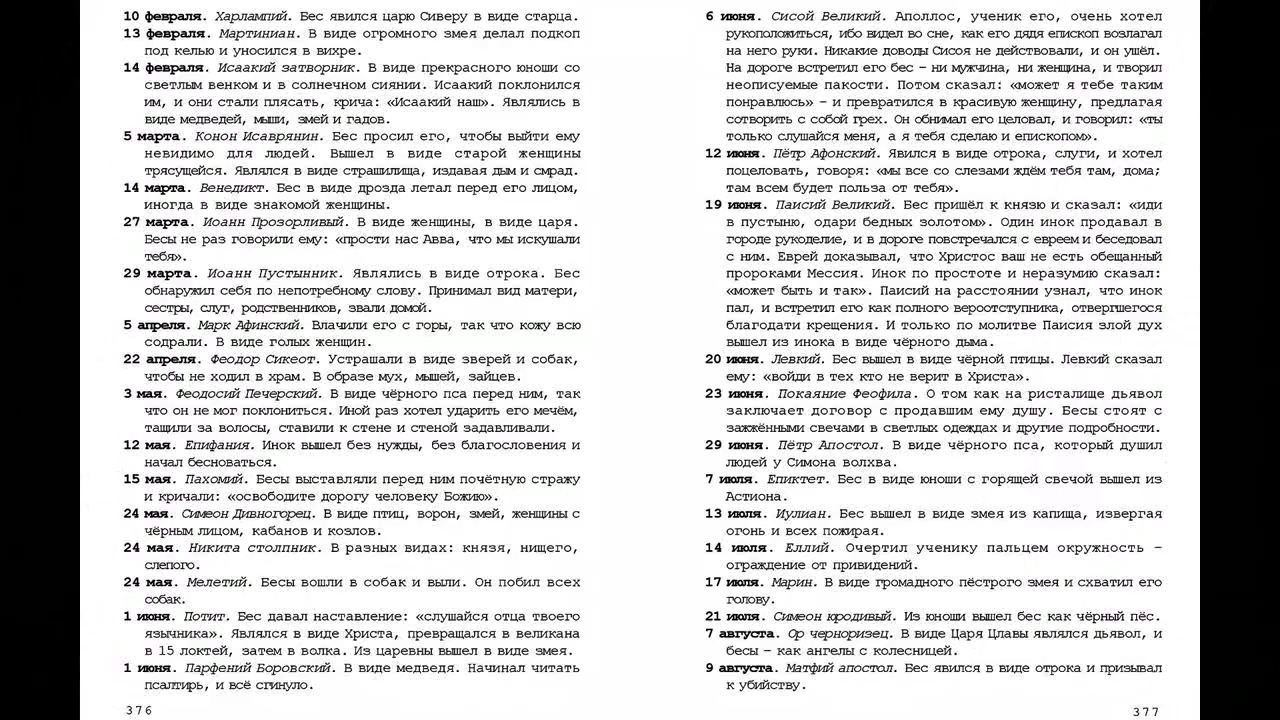 10 февраля. Харлампий. Бес явился царю Сиверу в виде старца.
13 февраля. Мартиниан. В виде огромного змея делал подкоп
под келью и уносился в вихре.
14 февраля. Исаакий затворник. В виде прекрасного юноши со
светлым венком и в солнечном сиянии. Исаакий поклонился
им, и они стали плясать, крича: «Исаакий наш». Являлись в
виде медведей, мыши, змей и гадов.
5 марта. Конон Исаврянин. Бес просил его, чтобы выйти ему
невидимо для людей. Вышел в виде старой женщины
трясущейся. Являлся в виде страшилища, издавая дым и смрад.
14 марта. Венедикт. Бес в виде дрозда летал перед его лицом,
иногда в виде знакомой женщины.
27 марта. Иоанн Прозорливый. В виде женщины, в виде царя.
Бесы не раз говорили ему: «прости нас Авва, что мы искушали
тебя».
29 марта. Иоанн Пустынник. Являлись в виде отрока. Бес
обнаружил себя по непотребному слову. Принимал вид матери,
сестры, слуг, родственников, звали домой.
5 апреля. Марк Афинский. Влачили его с горы, так что кожу всю
содрали. В виде голых женщин.
22 апреля. Феодор Сикеот. Устрашали в виде зверей и собак,
чтобы не ходил в храм. В образе мух, мышей, зайцев.
3 мая. Феодосий Печерский. В виде чёрного пса перед ним, так
что он не мог поклониться. Иной раз хотел ударить его мечём,
тащили за волосы, ставили к стене и стеной задавливали.
12 мая. Епифания. Инок вышел без нужды, без благословения и
начал бесноваться.
15 мая. Пахомий. Бесы выставляли перед ним почётную стражу
и кричали: «освободите дорогу человеку Божию».
24 мая. Симеон Дивногорец. В виде птиц, ворон, змей, женщины с
чёрным лицом, кабанов и козлов.
24 мая. Никита столпник. В разных видах: князя, нищего,
слепого.
24 мая. Мелетий. Бесы вошли в собак и выли. Он побил всех
собак.
1 июня. Потит. Бес давал наставление: «слушайся отца твоего
язычника». Являлся в виде Христа, превращался в великана
в 15 локтей, затем в волка. Из царевны вышел в виде змея.
1 июня. Парфений Боровский. В виде медведя. Начинал читать
псалтирь, и всё сгинуло.
376
6 июня. Сисой Великий. Аполлос, ученик его, очень хотел
рукоположиться, ибо видел во сне, как его дядя епископ возлагал
на него руки. Никакие доводы Сисоя не действовали, и он ушёл.
На дороге встретил его бес – ни мужчина, ни женщина, и творил
неописуемые пакости. Потом сказал: «может я тебе таким
понравлюсь» – и превратился в красивую женщину, предлагая
сотворить с собой грех. Он обнимал его целовал, и говорил: «ты
только слушайся меня, а я тебя сделаю и епископом».
12 июня. Пётр Афонский. Явился в виде отрока, слуги, и хотел
поцеловать, говоря: «мы все со слезами ждём тебя там, дома;
там всем будет польза от тебя».
19 июня. Паисий Великий. Бес пришёл к князю и сказал: «иди
в пустыню, одари бедных золотом». Один инок продавал в
городе рукоделие, и в дороге повстречался с евреем и беседовал
с ним. Еврей доказывал, что Христос ваш не есть обещанный
пророками Мессия. Инок по простоте и неразумию сказал:
«может быть и так». Паисий на расстоянии узнал, что инок
пал, и встретил его как полного вероотступника, отвергшегося
благодати крещения. И только по молитве Паисия злой дух
вышел из инока в виде чёрного дыма.
20 июня. Левкий. Бес вышел в виде чёрной птицы. Левкий сказал
ему: «войди в тех кто не верит в Христа».
23 июня. Покаяние Феофила. О том как на ристалище дьявол
заключает договор с продавшим ему душу. Бесы стоят с
зажжёнными свечами в светлых одеждах и другие подробности.
29 июня. Пётр Апостол. В виде чёрного пса, который душил
людей у Симона волхва.
7 июля. Епиктет. Бес в виде юноши с горящей свечой вышел из
Астиона.
13 июля. Иулиан. Бес вышел в виде змея из капища, извергая
огонь и всех пожирая.
14 июля. Еллий. Очертил ученику пальцем окружность –
ограждение от привидений.
17 июля. Марин. В виде громадного пёстрого змея и схватил его
голову.
21 июля. Симеон юродивый. Из юноши вышел бес как чёрный пёс.
7 августа. Ор черноризец. В виде Царя Цлавы являлся дьявол, и
бесы – как ангелы с колесницей.
9 августа. Матфий апостол. Бес явился в виде отрока и призывал
к убийству.
377